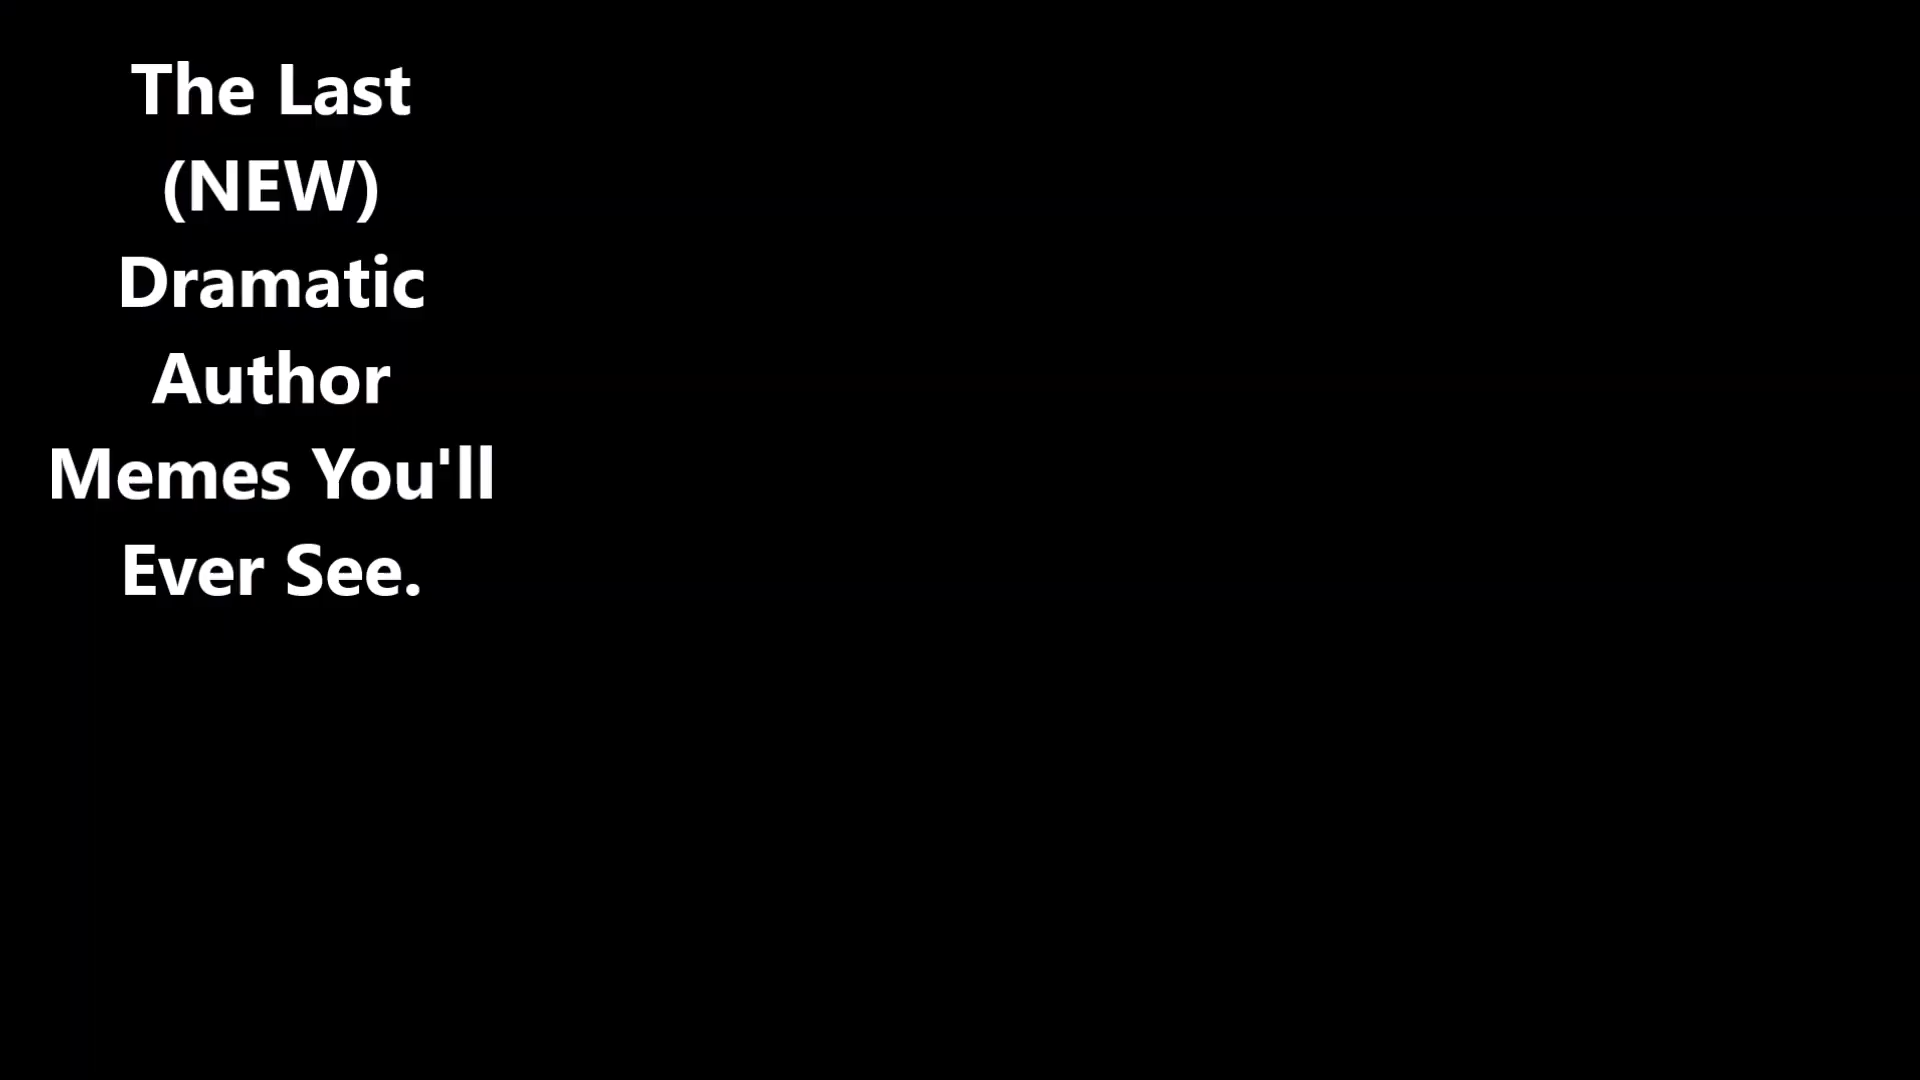 The Last
(NEW)
Dramatic
Author
Memes You'll
Ever See.